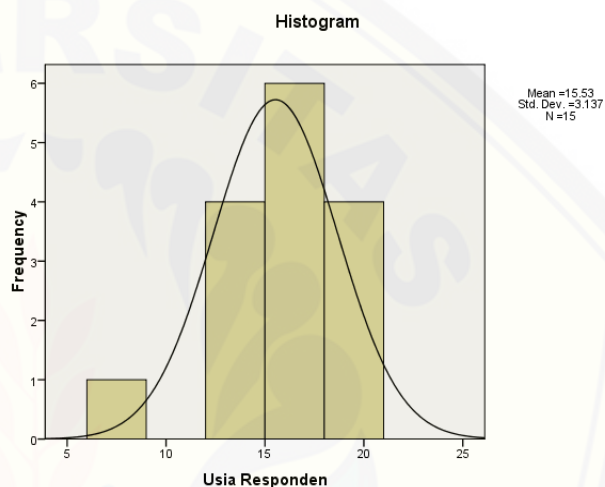 Histogram
Mean =15.53
Std. Dev. =3.137
N =15
Frequency
6
5
4
3
2
1
0
5 10 15 20 25
Usia Responden
ERSITAS